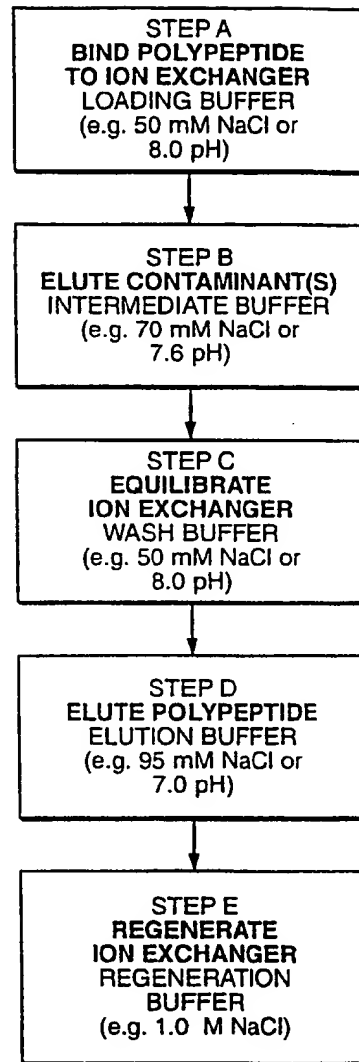 STEP A
BIND POLYPEPTIDE
TO ION EXCHANGER
LOADING BUFFER
(e.g. 50 mM NaCl or
8.0 pH)
STEP B
ELUTE CONTAMINANT(S)
INTERMEDIATE BUFFER
(e.g. 70 mM NaCl or
7.6 pH)
STEP C
EQUILIBRATE
ION EXCHANGER
WASH BUFFER
(e.g. 50 mM NaCl or
8.0 pH)
STEP D
ELUTE POLYPEPTIDE
ELUTION BUFFER
(e.g. 95 mM NaCl or
7.0 pH)
STEP E
REGENERATE
ION EXCHANGER
REGENERATION
BUFFER
(e.g. 1.0 M NaCl)